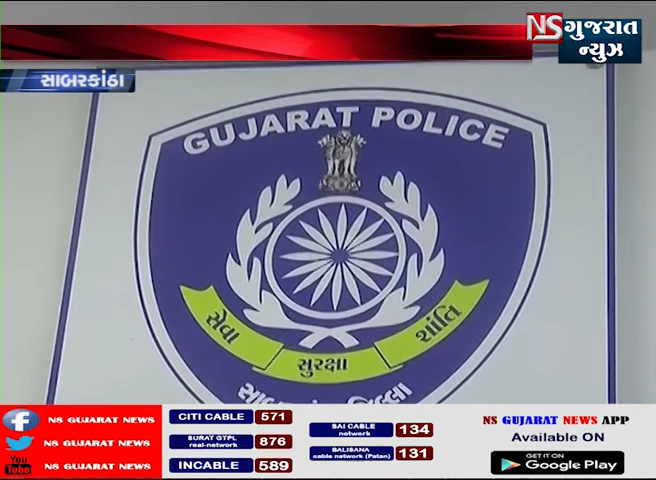 NS ગુજરાત
ન્યુઝ
સાબરકાંઠા
GUJARAT POLICE
સેવા
સુરક્ષા
શાંતિ
NS GUJARAT NEWS
NS GUJARAT NEWS
You Tube NS GUJARAT NEWS
CITI CABLE 571
SURAT GTPL real-network 876
INCABLE 589
SAI CABLE network 134
BALISANA cable network (Patan) 131
NS GUJARAT NEWS APP
Available ON
GET IT ON
Google Play